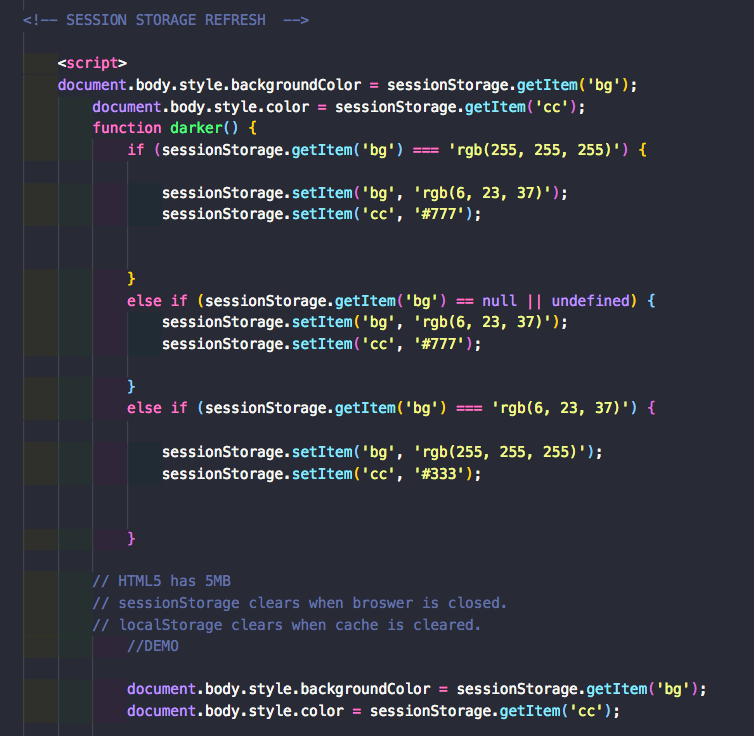 <!-- SESSION STORAGE REFRESH  -->
<script>
document.body.style.backgroundColor = sessionStorage.getItem('bg');
document.body.style.color = sessionStorage.getItem('cc');
function darker() {
if (sessionStorage.getItem('bg') === 'rgb(255, 255, 255)') {
sessionStorage.setItem('bg', 'rgb(6, 23, 37)');
sessionStorage.setItem('cc', '#777');
}
else if (sessionStorage.getItem('bg') == null || undefined) {
sessionStorage.setItem('bg', 'rgb(6, 23, 37)');
sessionStorage.setItem('cc', '#777');
}
else if (sessionStorage.getItem('bg') === 'rgb(6, 23, 37)') {
sessionStorage.setItem('bg', 'rgb(255, 255, 255)');
sessionStorage.setItem('cc', '#333');
}
// HTML5 has 5MB
// sessionStorage clears when broswer is closed.
// localStorage clears when cache is cleared.
//DEMO
document.body.style.backgroundColor = sessionStorage.getItem('bg');
document.body.style.color = sessionStorage.getItem('cc');